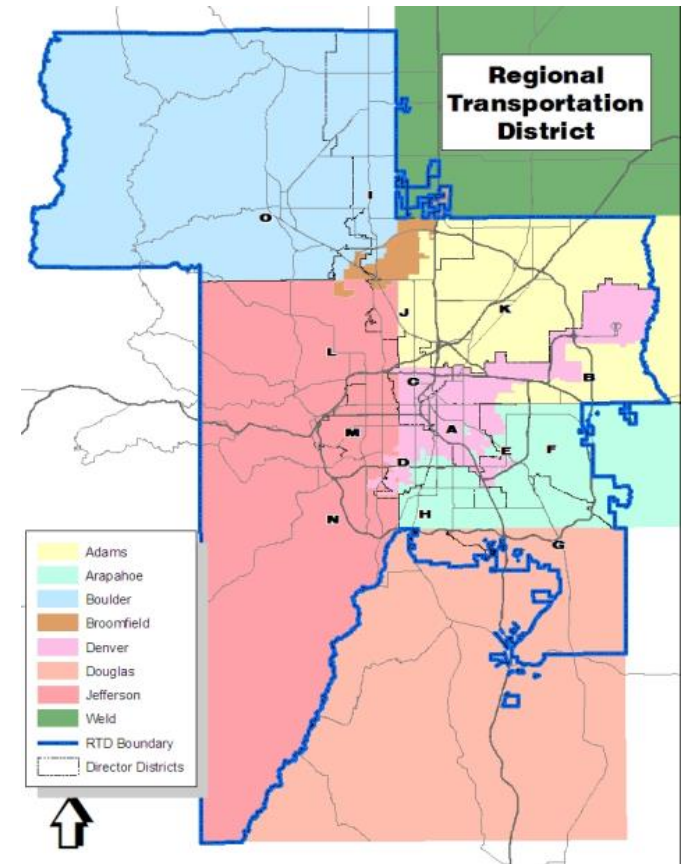 Regional
Transportation
District
I
O
J
K
L
C
B
M
A
D
E
F
N
H
G
Adams
Arapahoe
Boulder
Broomfield
Denver
Douglas
Jefferson
Weld
RTD Boundary
Director Districts